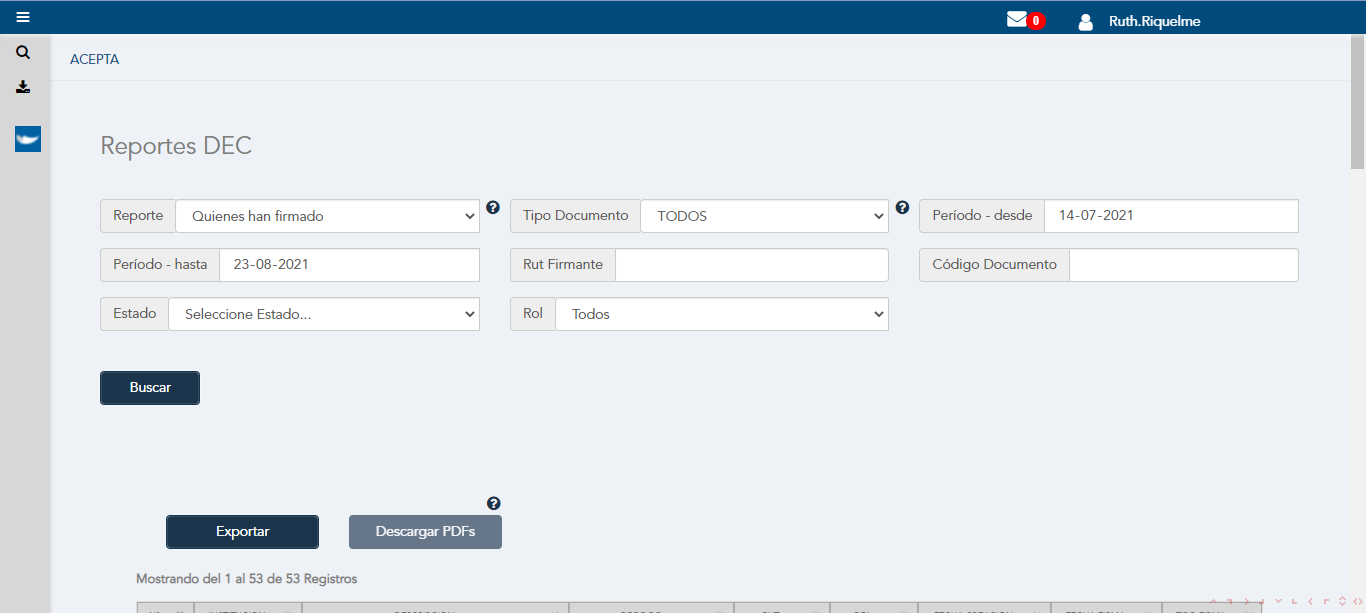 0 Ruth.Riquelme
ACEPTA
Reportes DEC
Reporte Quienes han firmado Tipo Documento TODOS Período - desde 14-07-2021
Período - hasta 23-08-2021 Rut Firmante Código Documento
Estado Seleccione Estado... Rol Todos
Buscar
Exportar Descargar PDFs
Mostrando del 1 al 53 de 53 Registros